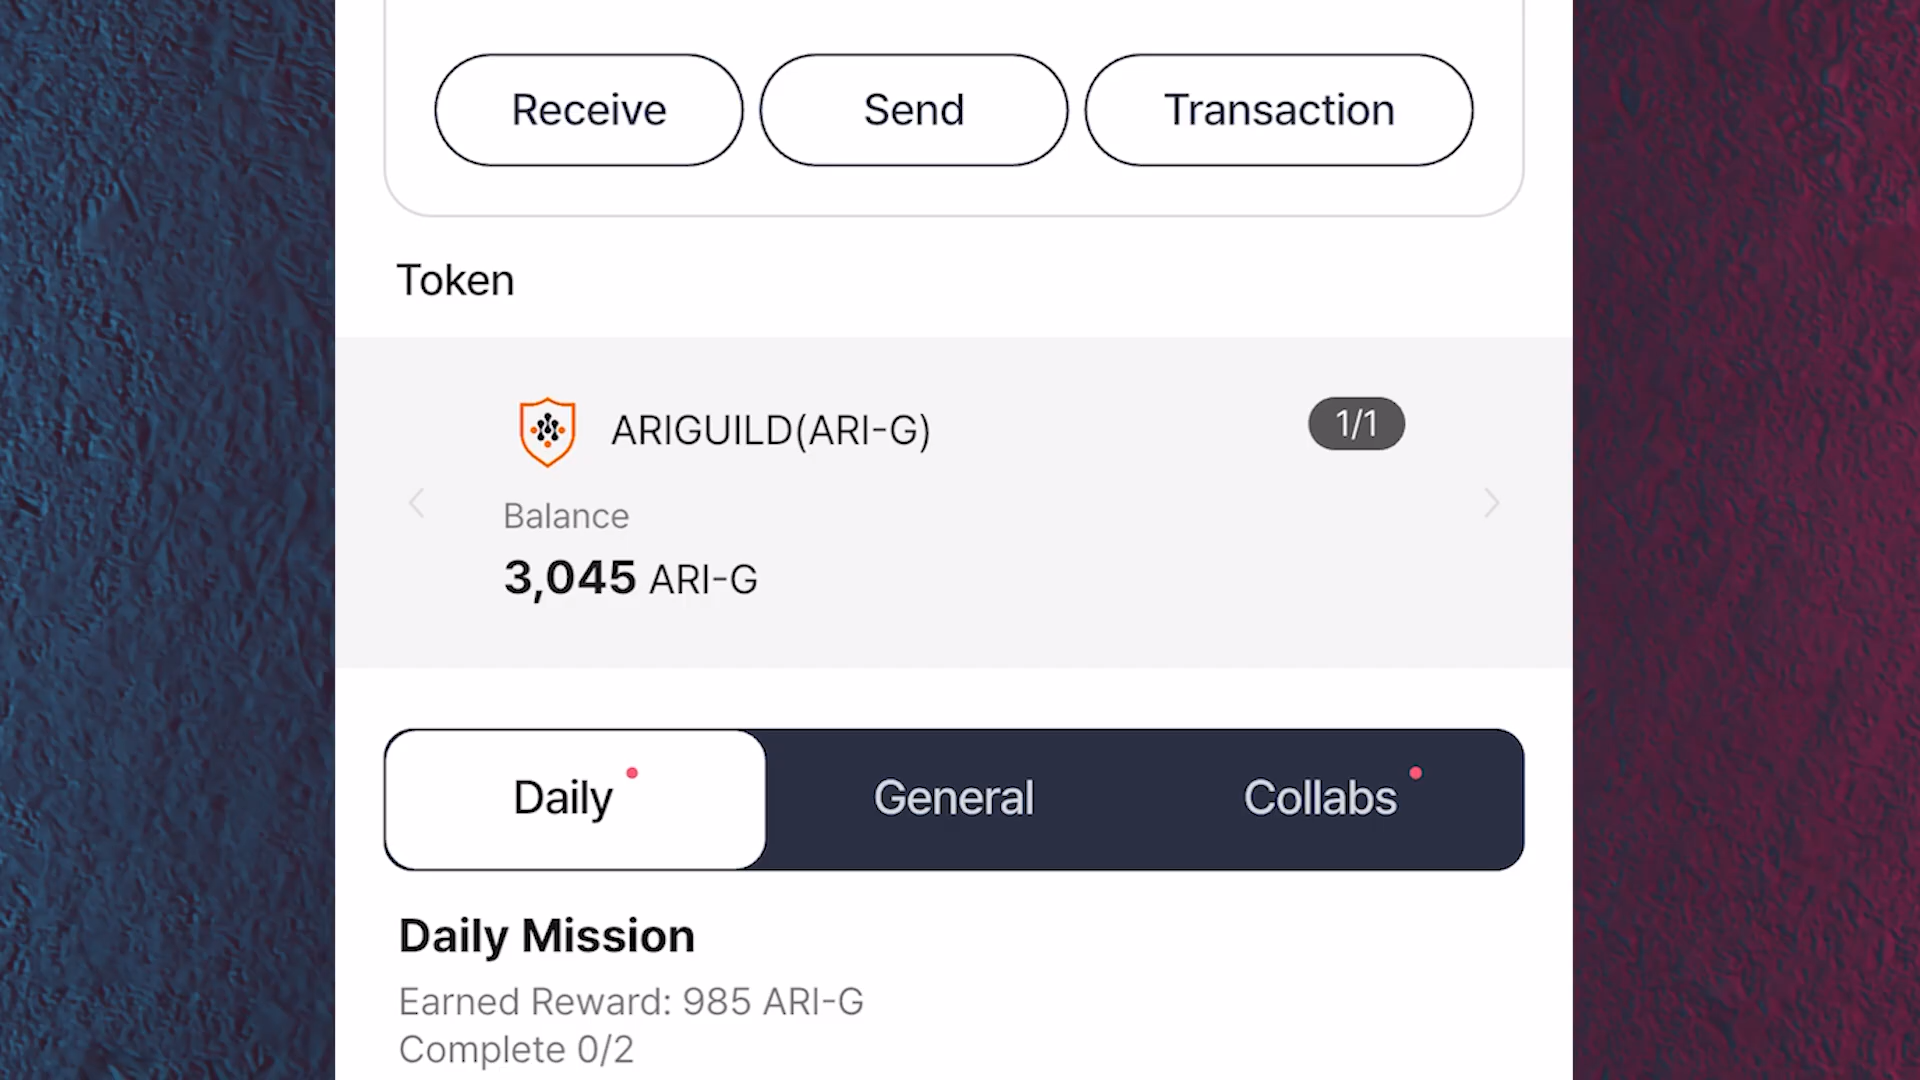 Receive Send Transaction
Token
ARIGUILD(ARI-G) 1/1
Balance
3,045 ARI-G
Daily General Collabs
Daily Mission
Earned Reward: 985 ARI-G
Complete 0/2